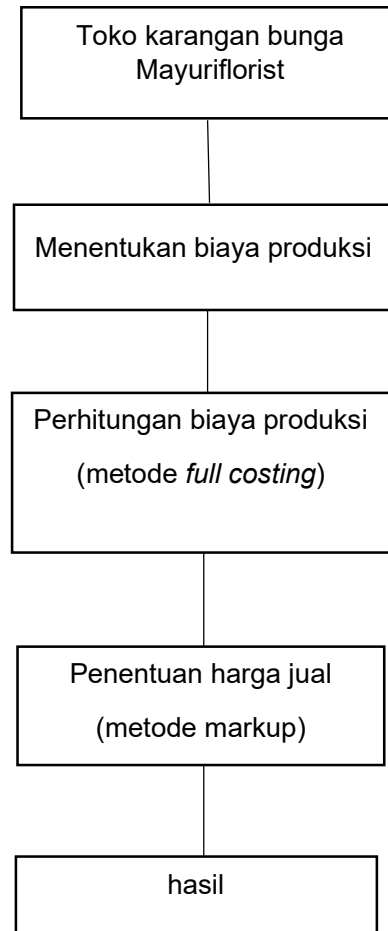 Toko karangan bunga
Mayuriflorist
Menentukan biaya produksi
Perhitungan biaya produksi
(metode full costing)
Penentuan harga jual
(metode markup)
hasil